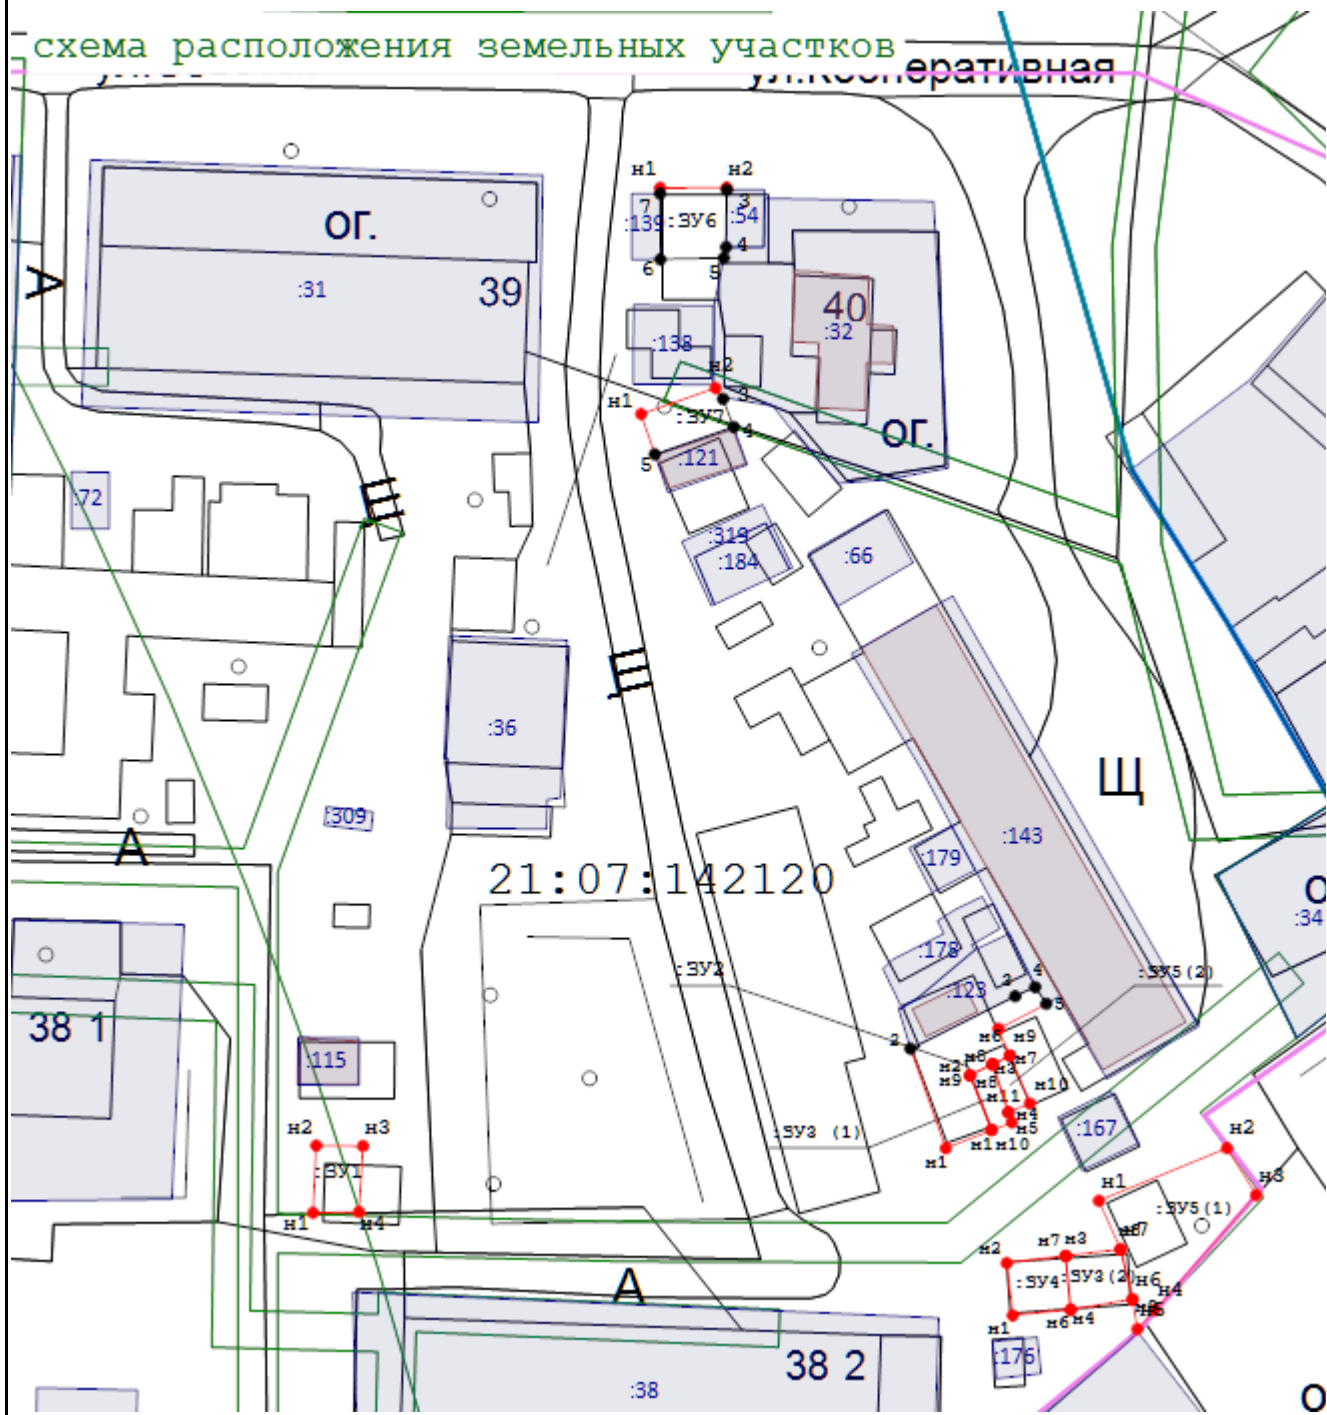 схема расположения земельных участков
ул.Кооперативная
н1
н2
7
3
:139
:ЗУ6
:54
ог.
4
6
5
А
:31
39
40
:32
:138
н2
н1
3
:ЗУ7
4
ог.
5
:121
:72
Ш
:319
:184
:66
Ш
:36
Щ
:309
:143
А
:179
21:07:142120
:34
:178
:ЗУ2
:ЗУ5(2)
4
3
:123
5
38 1
2
н6
н9
:115
н8
н7
н2
н3
н9
н8
н10
н11
н4
:167
н2
н3
:ЗУ3 (1)
н1
н5
н10
н1
н2
:ЗУ1
н1
н3
:ЗУ5(1)
н1
н4
н2
н7
н3
н7
А
:ЗУ4
:ЗУ3(2)
н6
н4
н1
н6
н4
н5
38 2
:176
:38